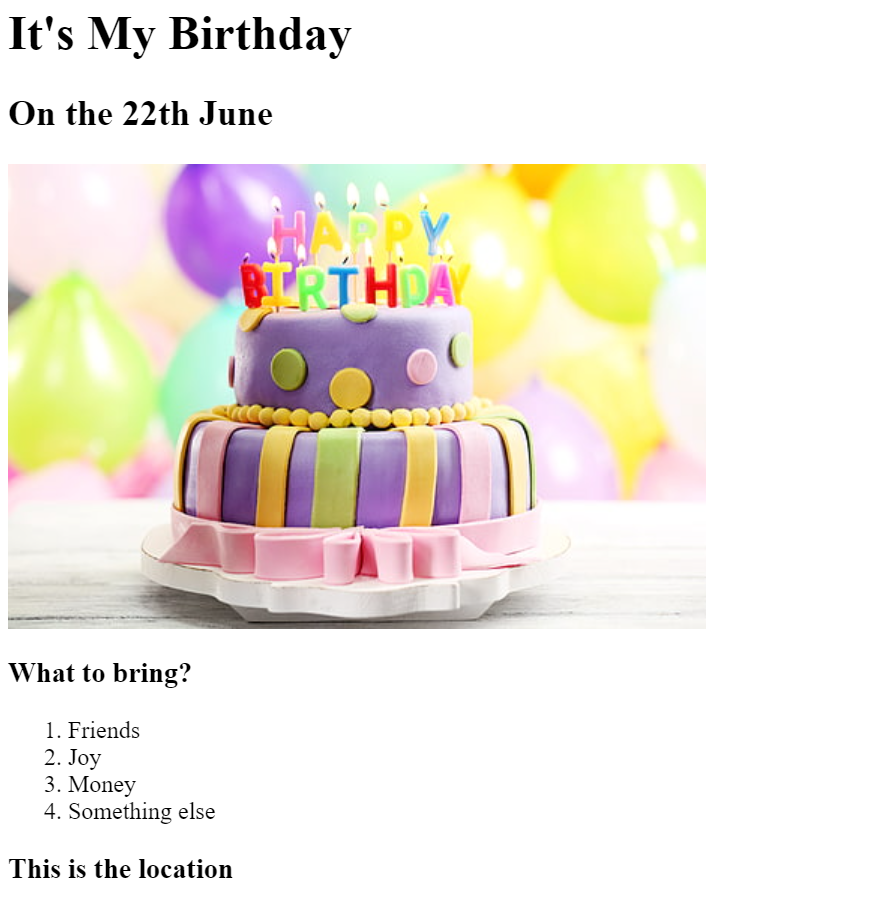 It's My Birthday
On the 22th June
HAPPY
BIRTHDAY
What to bring?
1. Friends
2. Joy
3. Money
4. Something else
This is the location